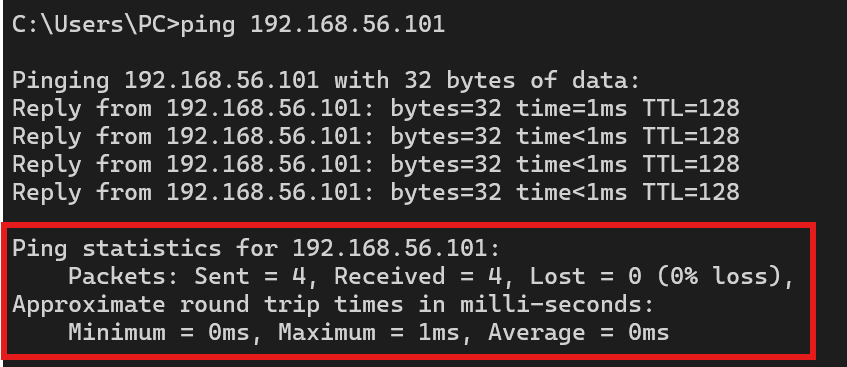 C:\Users\PC>ping 192.168.56.101
Pinging 192.168.56.101 with 32 bytes of data:
Reply from 192.168.56.101: bytes=32 time=1ms TTL=128
Reply from 192.168.56.101: bytes=32 time<1ms TTL=128
Reply from 192.168.56.101: bytes=32 time<1ms TTL=128
Reply from 192.168.56.101: bytes=32 time<1ms TTL=128
Ping statistics for 192.168.56.101:
Packets: Sent = 4, Received = 4, Lost = 0 (0% loss),
Approximate round trip times in milli-seconds:
Minimum = 0ms, Maximum = 1ms, Average = 0ms